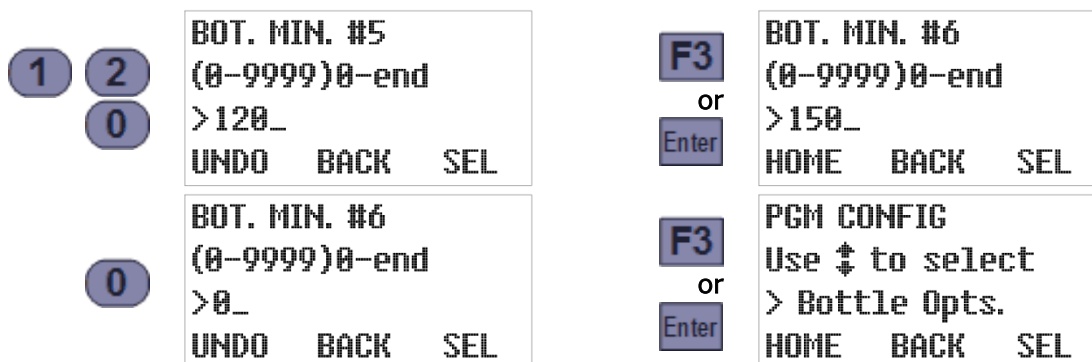 1 2
0
BOT. MIN. #5
(0-9999)0-end
>120_
UNDO BACK SEL
F3
or
Enter
BOT. MIN. #6
(0-9999)0-end
>150_
HOME BACK SEL
0
BOT. MIN. #6
(0-9999)0-end
>0_
UNDO BACK SEL
F3
or
Enter
PGM CONFIG
Use ↕ to select
> Bottle Opts.
HOME BACK SEL